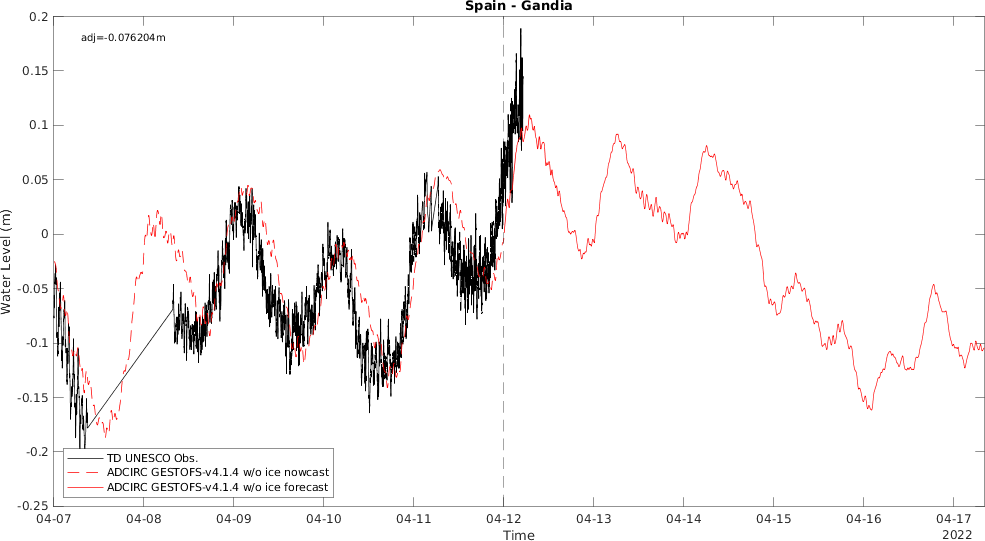 Spain - Gandia
adj=-0.076204m
0.2
0.15
0.1
0.05
0
-0.05
-0.1
-0.15
-0.2
-0.25
Water Level (m)
TD UNESCO Obs.
ADCIRC GESTOFS-v4.1.4 w/o ice nowcast
ADCIRC GESTOFS-v4.1.4 w/o ice forecast
04-07 04-08 04-09 04-10 04-11 04-12 04-13 04-14 04-15 04-16 04-17
Time
2022